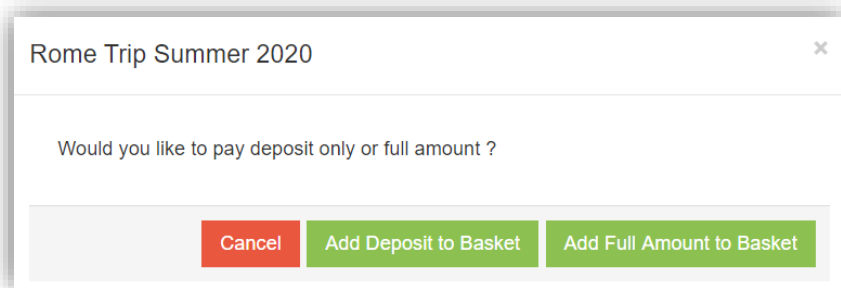 Rome Trip Summer 2020
×
Would you like to pay deposit only or full amount ?
Cancel Add Deposit to Basket Add Full Amount to Basket